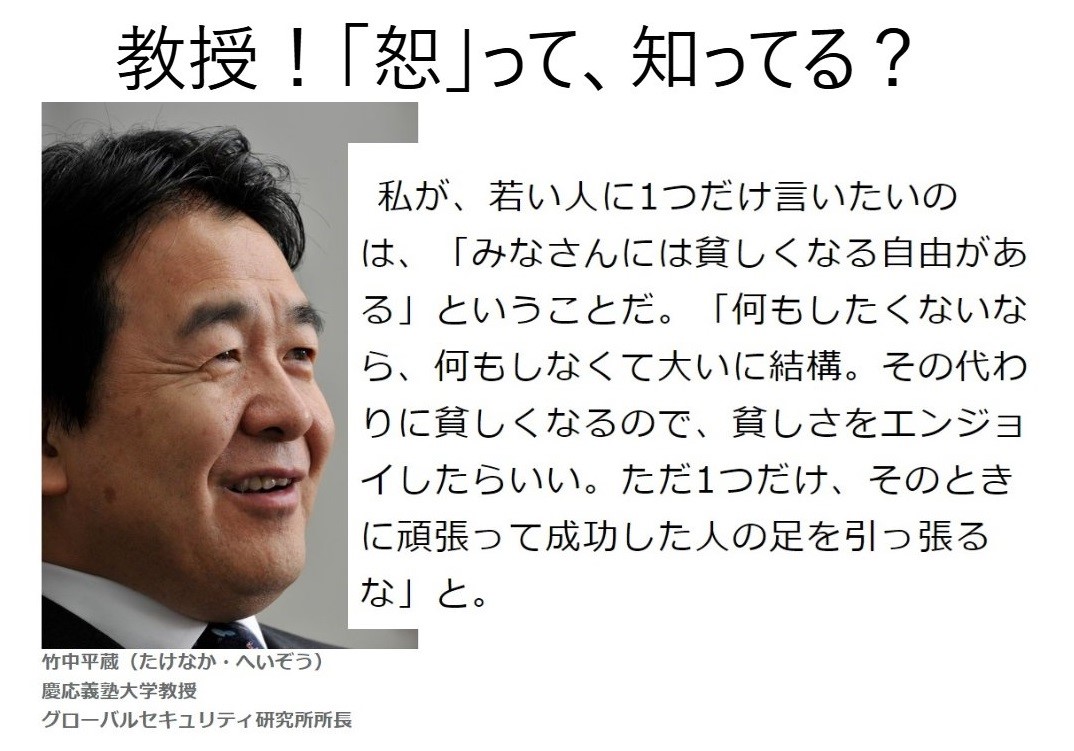 教授！「恕」って、知ってる？
私が、若い人に1つだけ言いたいの
は、「みなさんには貧しくなる自由があ
る」ということだ。「何もしたくないな
ら、何もしなくて大いに結構。その代わ
りに貧しくなるので、貧しさをエンジョ
イしたらいい。ただ1つだけ、そのとき
に頑張って成功した人の足を引っ張る
な」と。
竹中平蔵（たけなか・へいぞう）
慶応義塾大学教授
グローバルセキュリティ研究所所長